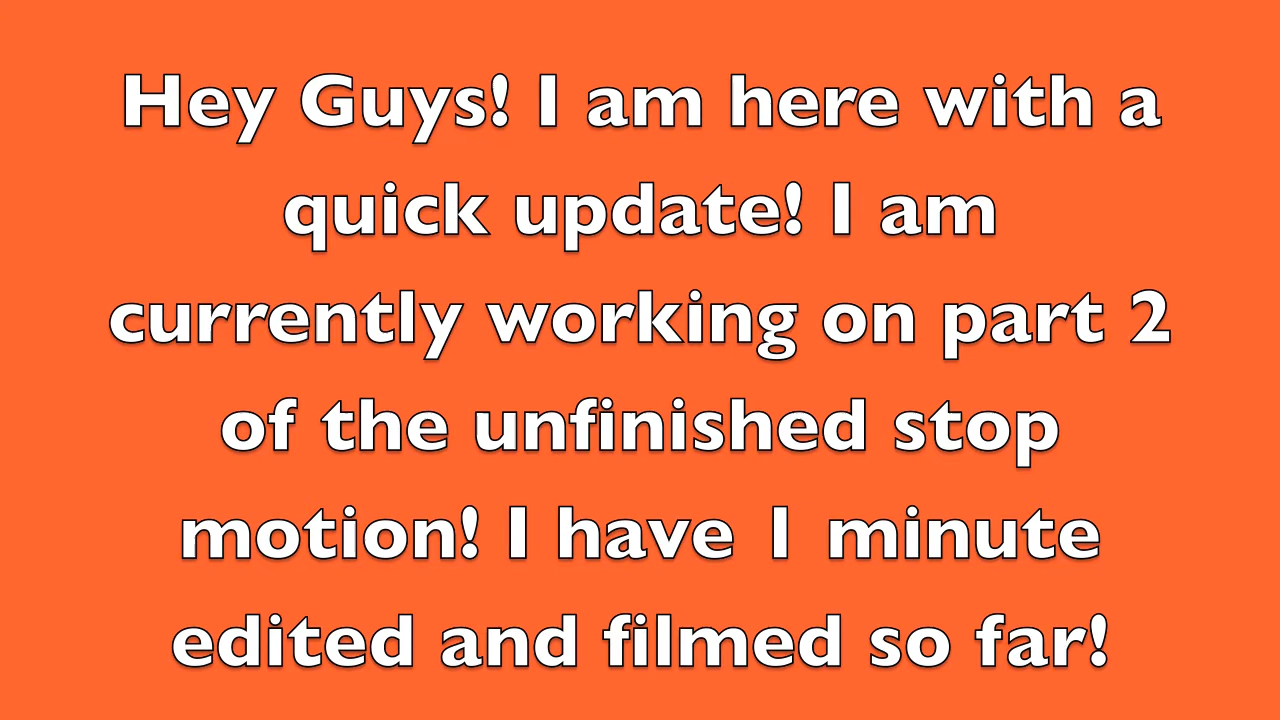 Hey Guys! I am here with a
quick update! I am
currently working on part 2
of the unfinished stop
motion! I have 1 minute
edited and filmed so far!